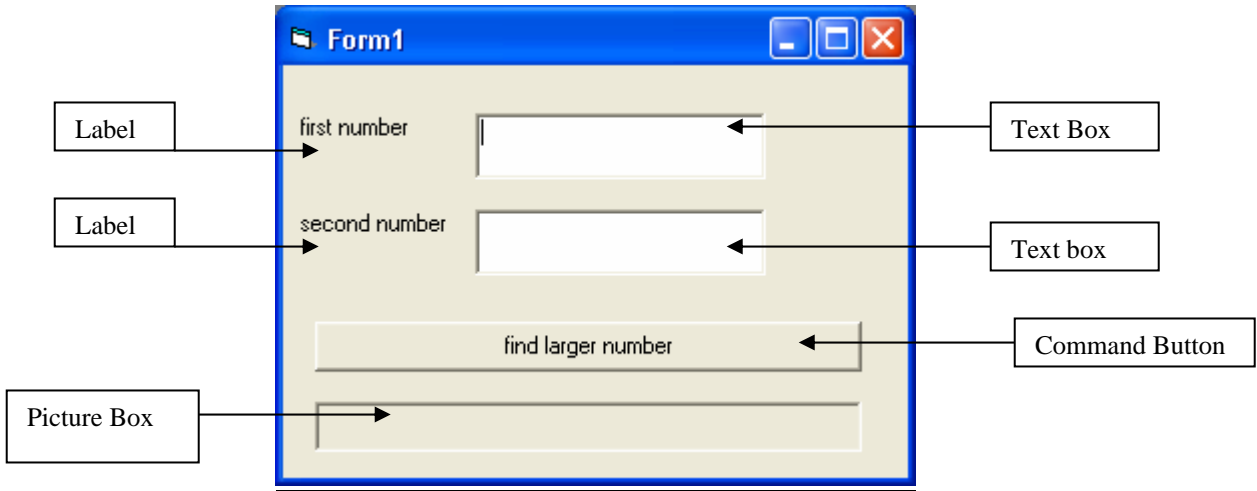 Form1
Label
first number
Text Box
Label
second number
Text box
find larger number
Command Button
Picture Box